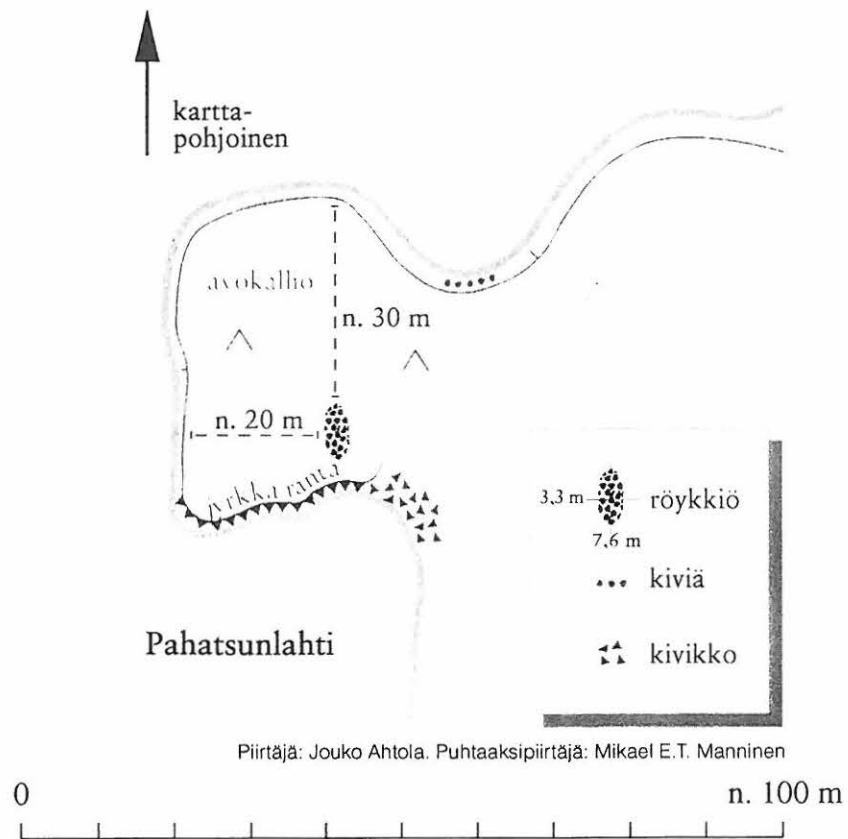 kartta-
pohjoinen
avokallio
n. 30 m
n. 20 m
jyrkkä ranta
3,3 m
röykkiö
7,6 m
kiviä
kivikko
Pahatsunlahti
Piirtäjä: Jouko Ahtola. Puhtaaksipiirtäjä: Mikael E.T. Manninen
0
n. 100 m